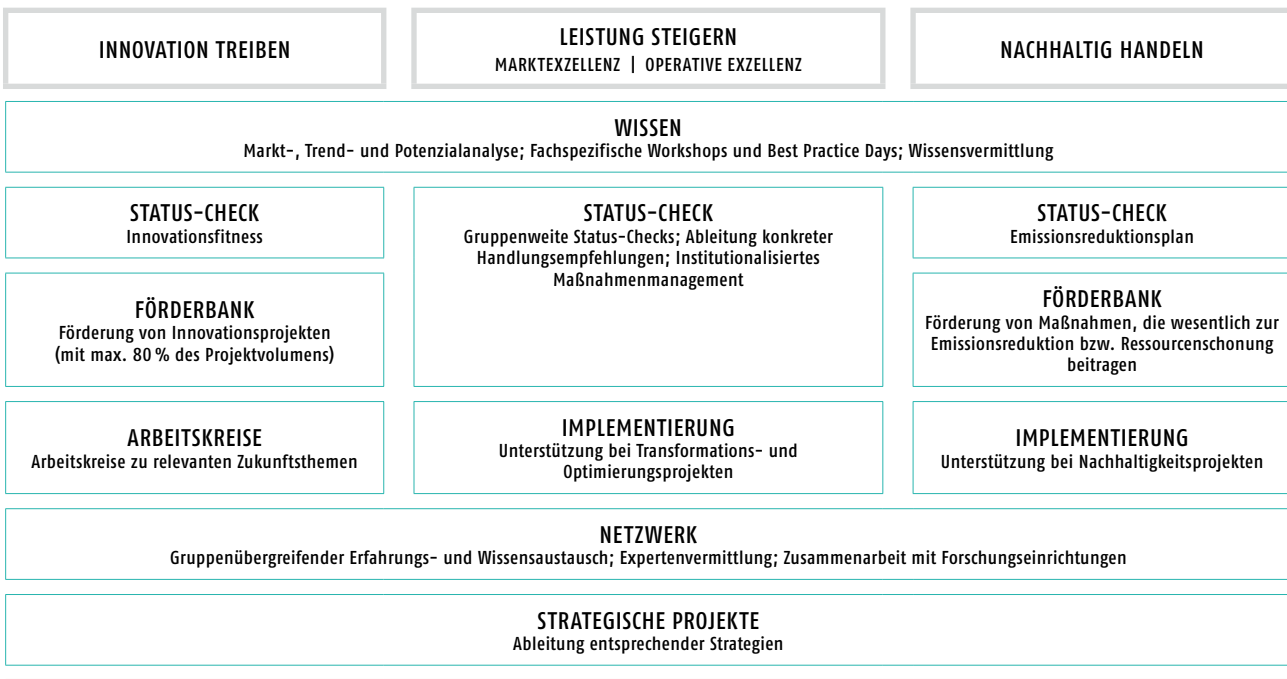 INNOVATION TREIBEN
LEISTUNG STEIGERN
MARKTEXZELLENZ | OPERATIVE EXZELLENZ
NACHHALTIG HANDELN
WISSEN
Markt-, Trend- und Potenzialanalyse; Fachspezifische Workshops und Best Practice Days; Wissensvermittlung
STATUS-CHECK
Innovationsfitness
STATUS-CHECK
Gruppenweite Status-Checks; Ableitung konkreter
Handlungsempfehlungen; Institutionalisiertes
Maßnahmenmanagement
STATUS-CHECK
Emissionsreduktionsplan
FÖRDERBANK
Förderung von Innovationsprojekten
(mit max. 80 % des Projektvolumens)
FÖRDERBANK
Förderung von Maßnahmen, die wesentlich zur
Emissionsreduktion bzw. Ressourcenschonung
beitragen
ARBEITSKREISE
Arbeitskreise zu relevanten Zukunftsthemen
IMPLEMENTIERUNG
Unterstützung bei Transformations- und
Optimierungsprojekten
IMPLEMENTIERUNG
Unterstützung bei Nachhaltigkeitsprojekten
NETZWERK
Gruppenübergreifender Erfahrungs- und Wissensaustausch; Expertenvermittlung; Zusammenarbeit mit Forschungseinrichtungen
STRATEGISCHE PROJEKTE
Ableitung entsprechender Strategien